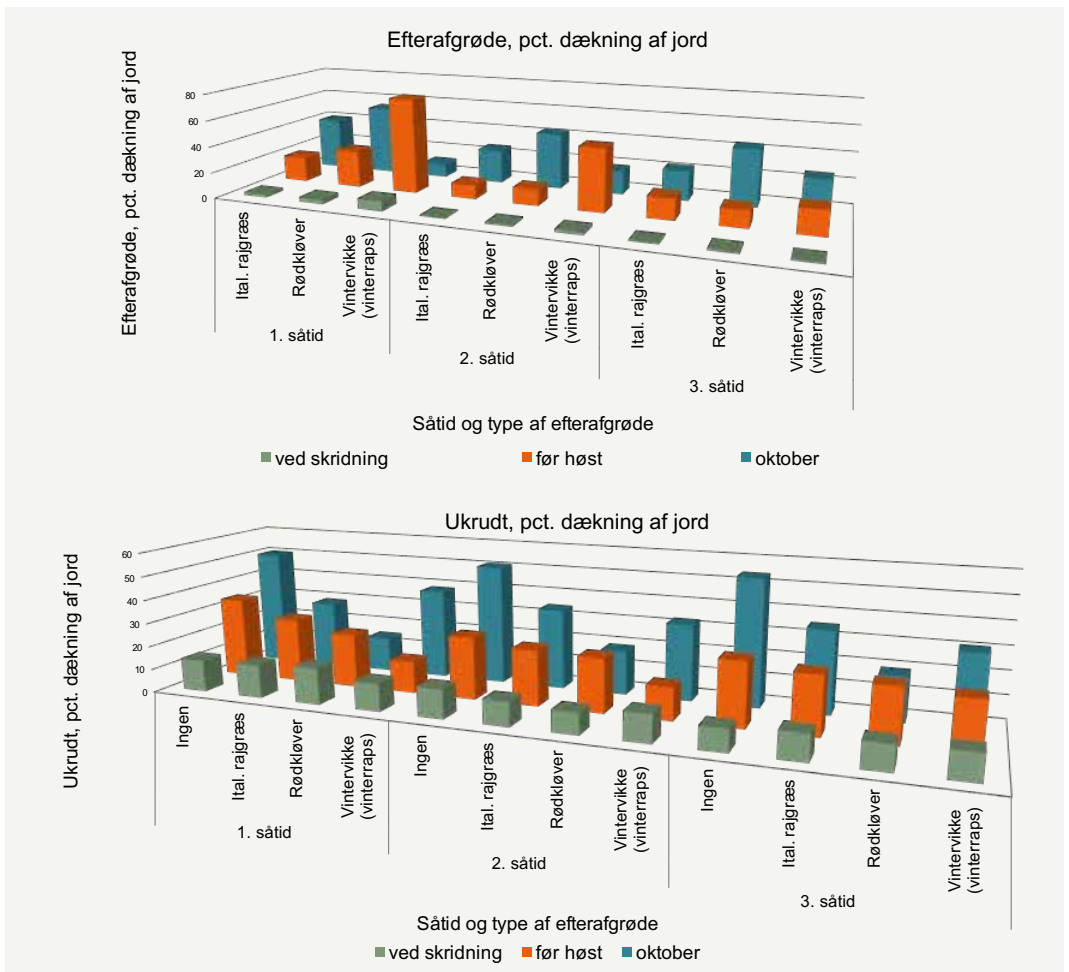 Efterafgrøde, pct. dækning af jord
Efterafgrøde, pct. dækning af jord
80
60
40
20
0
Ital. rajgræs
Rødkløver
Vintervikke
(vinterraps)
Ital. rajgræs
Rødkløver
Vintervikke
(vinterraps)
Ital. rajgræs
Rødkløver
Vintervikke
(vinterraps)
1. såtid
2. såtid
3. såtid
Såtid og type af efterafgrøde
ved skridning
før høst
oktober
Ukrudt, pct. dækning af jord
Ukrudt, pct. dækning af jord
60
50
40
30
20
10
0
Ingen
Ital. rajgræs
Rødkløver
Vintervikke
(vinterraps)
Ingen
Ital. rajgræs
Rødkløver
Vintervikke
(vinterraps)
Ingen
Ital. rajgræs
Rødkløver
Vintervikke
(vinterraps)
1. såtid
2. såtid
3. såtid
Såtid og type af efterafgrøde
ved skridning
før høst
oktober